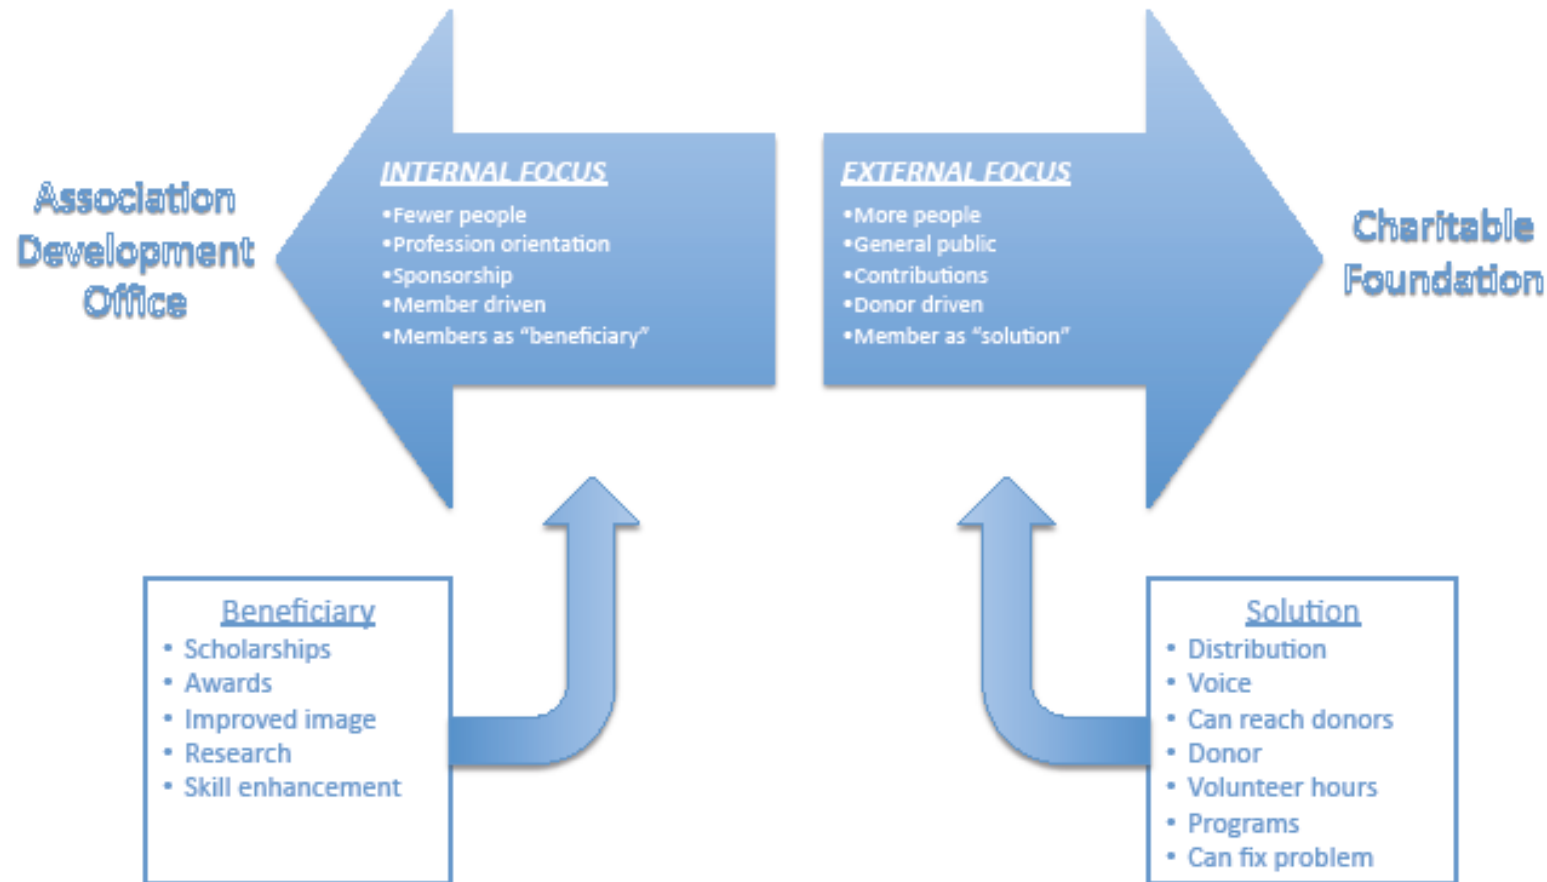 Association
Development
Office
INTERNAL FOCUS
•Fewer people
•Profession orientation
•Sponsorship
•Member driven
•Members as “beneficiary”
EXTERNAL FOCUS
•More people
•General public
•Contributions
•Donor driven
•Member as “solution”
Charitable
Foundation
Beneficiary
• Scholarships
• Awards
• Improved image
• Research
• Skill enhancement
Solution
• Distribution
• Voice
• Can reach donors
• Donor
• Volunteer hours
• Programs
• Can fix problem